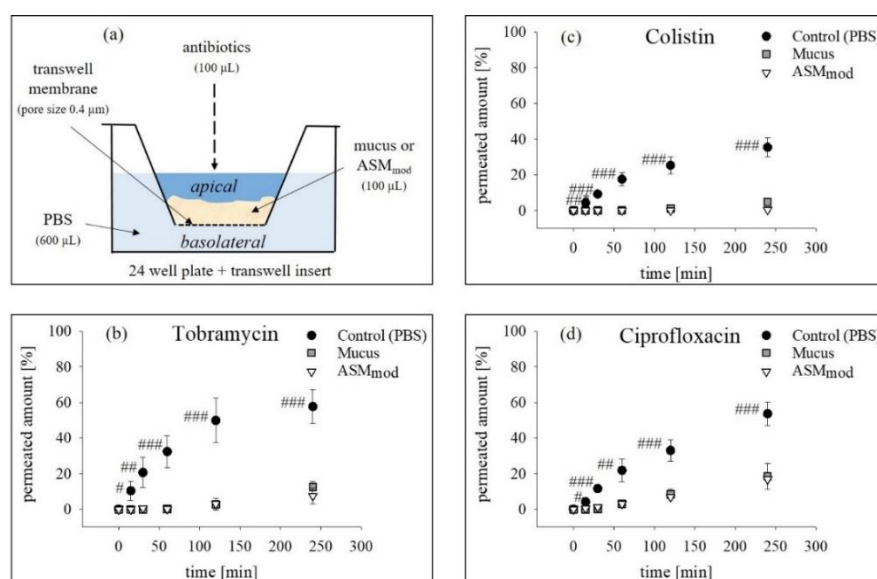 (a)
antibiotics
(100 µL)
transwell
membrane
(pore size 0.4 µm)
mucus or
ASMmod
(100 µL)
apical
PBS
(600 µL)
basolateral
24 well plate + transwell insert
(c)
Colistin
Control (PBS)
Mucus
ASMmod
permeated amount [%]
100
80
60
40
20
0
###
###
###
###
##
0 50 100 150 200 250 300
time [min]
(b)
Tobramycin
Control (PBS)
Mucus
ASMmod
permeated amount [%]
100
80
60
40
20
0
###
###
###
##
#
0 50 100 150 200 250 300
time [min]
(d)
Ciprofloxacin
Control (PBS)
Mucus
ASMmod
permeated amount [%]
100
80
60
40
20
0
###
###
##
###
#
0 50 100 150 200 250 300
time [min]